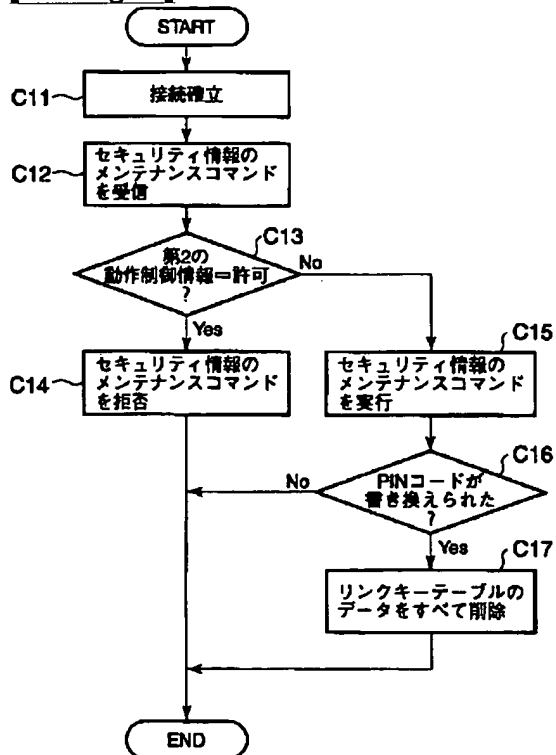 START
C11
接続確立
C12
セキュリティ情報の
メンテナンスコマンド
を受信
C13
第2の
動作制御情報=許可
?
No
Yes
C14
セキュリティ情報の
メンテナンスコマンド
を拒否
C15
セキュリティ情報の
メンテナンスコマンド
を実行
C16
PINコードが
書き換えられた
?
No
Yes
C17
リンクキーテーブルの
データをすべて削除
END